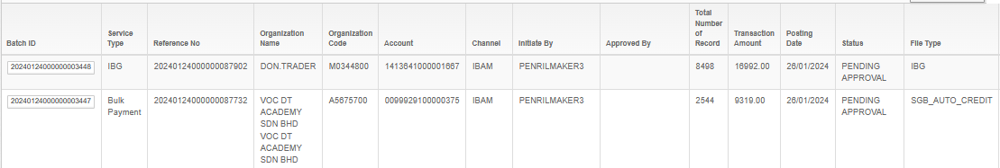 Batch ID Service Type Reference No Organization Name Organization Code Account Channel Initiate By Approved By Total Number of Record Transaction Amount Posting Date Status File Type
20240124000000003448 IBG 20240124000000087902 DON.TRADER M0344800 1413641000001667 IBAM PENRILMAKER3 8498 16992.00 26/01/2024 PENDING APPROVAL IBG
20240124000000003447 Bulk Payment 20240124000000087732 VOC DT ACADEMY SDN BHD VOC DT ACADEMY SDN BHD A5675700 0099929100000375 IBAM PENRILMAKER3 2544 9319.00 26/01/2024 PENDING APPROVAL SGB_AUTO_CREDIT